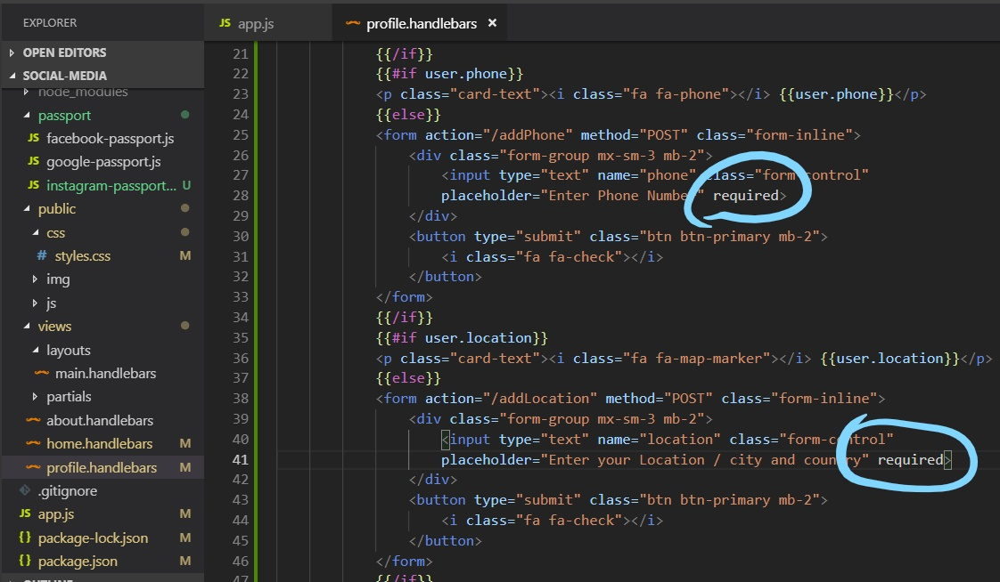 EXPLORER
OPEN EDITORS
SOCIAL-MEDIA
node_modules
passport
JS facebook-passport.js
JS google-passport.js
JS instagram-passport... U
public
css
# styles.css M
img
js
views
layouts
main.handlebars
partials
about.handlebars
home.handlebars M
profile.handlebars M
.gitignore
JS app.js M
{} package-lock.json M
{} package.json M
OUTLINE
JS app.js
profile.handlebars ×
21 {{/if}}
22 {{#if user.phone}}
23 <p class="card-text"><i class="fa fa-phone"></i> {{user.phone}}</p>
24 {{else}}
25 <form action="/addPhone" method="POST" class="form-inline">
26 <div class="form-group mx-sm-3 mb-2">
27 <input type="text" name="phone" class="form-control"
28 placeholder="Enter Phone Number" required>
29 </div>
30 <button type="submit" class="btn btn-primary mb-2">
31 <i class="fa fa-check"></i>
32 </button>
33 </form>
34 {{/if}}
35 {{#if user.location}}
36 <p class="card-text"><i class="fa fa-map-marker"></i> {{user.location}}</p>
37 {{else}}
38 <form action="/addLocation" method="POST" class="form-inline">
39 <div class="form-group mx-sm-3 mb-2">
40 <input type="text" name="location" class="form-control"
41 placeholder="Enter your Location / city and country" required>
42 </div>
43 <button type="submit" class="btn btn-primary mb-2">
44 <i class="fa fa-check"></i>
45 </button>
46 </form>
47 {{/if}}